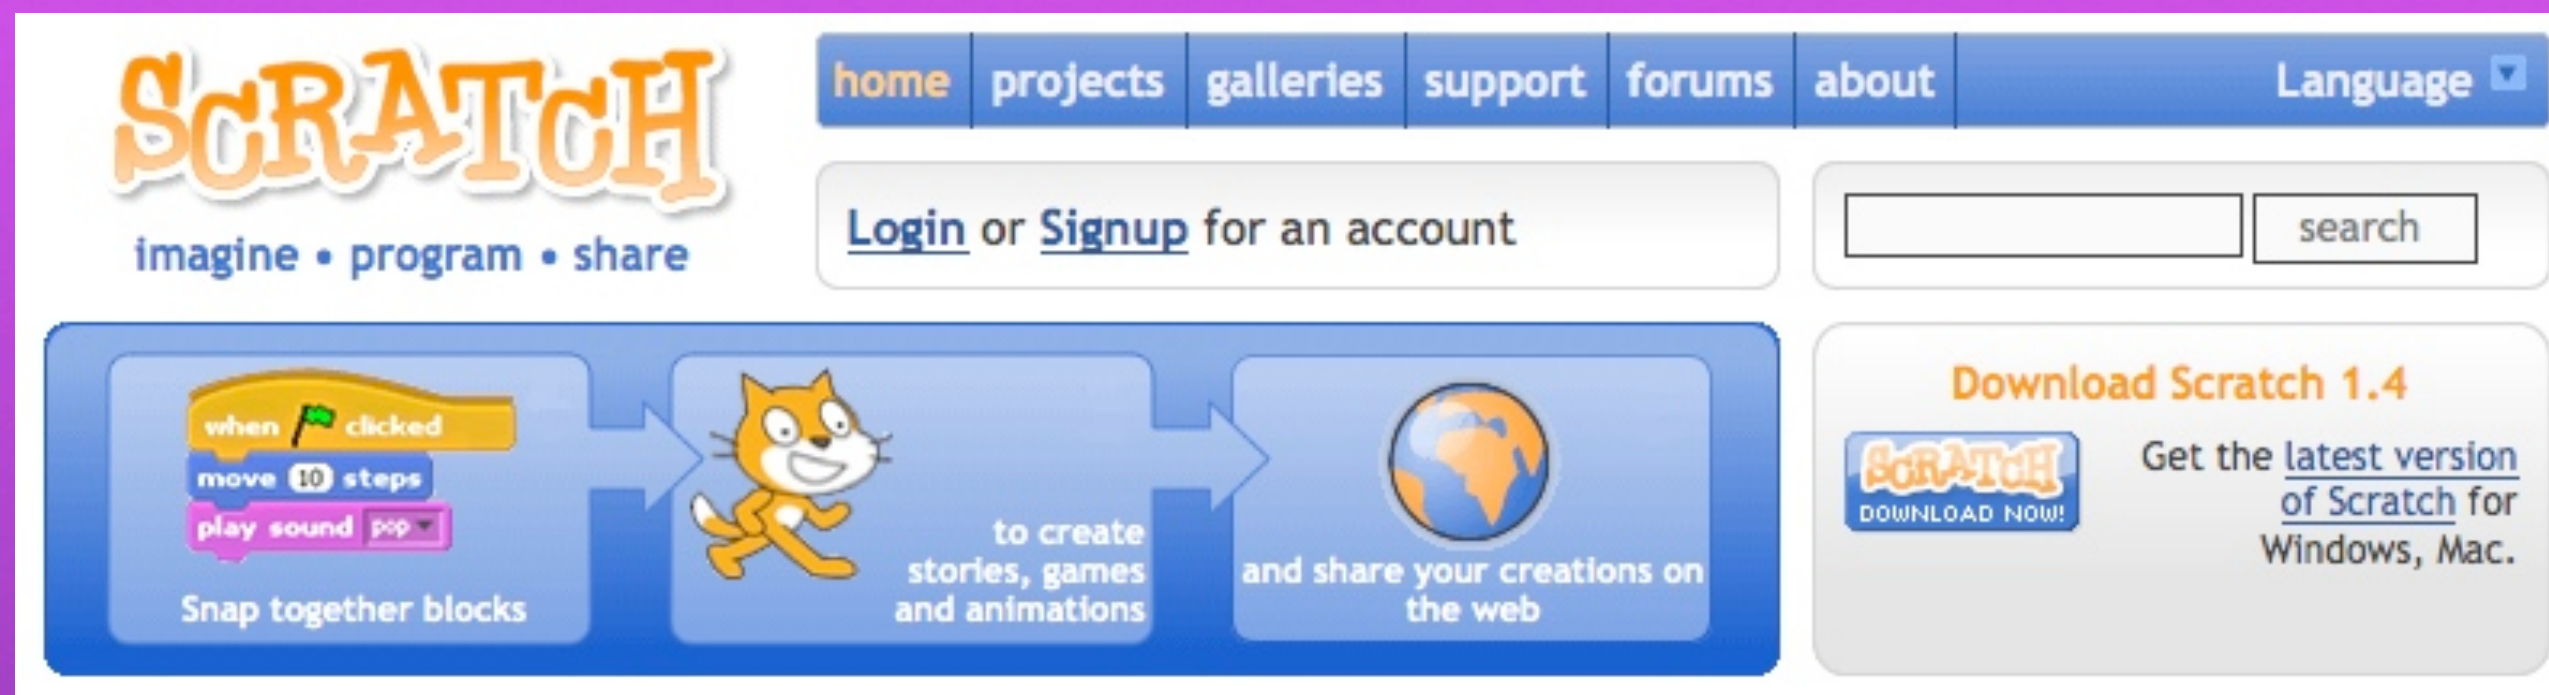 SCRATCH
imagine • program • share
home projects galleries support forums about Language
Login or Signup for an account
search
when clicked
move 10 steps
play sound pop
Snap together blocks
to create
stories, games
and animations
and share your creations on
the web
Download Scratch 1.4
SCRATCH
DOWNLOAD NOW!
Get the latest version
of Scratch for
Windows, Mac.